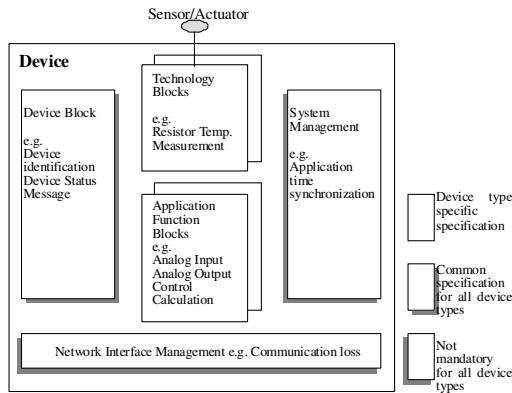 Sensor/Actuator
Device
Device Block
e.g.
Device
identification
Device Status
Message
Technology
Blocks
e.g.
Resistor Temp.
Measurement
Application
Function
Blocks
e.g.
Analog Input
Analog Output
Control
Calculation
System
Management
e.g.
Application
time
synchronization
Network Interface Management e.g. Communication loss
Device type
specific
specification
Common
specification
for all device
types
Not
mandatory
for all device
types